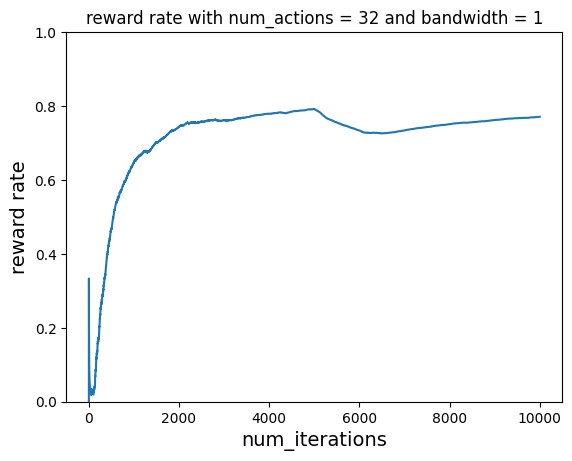 reward rate with num_actions = 32 and bandwidth = 1
1.0
0.8
0.6
0.4
0.2
0.0
reward rate
0 2000 4000 6000 8000 10000
num_iterations